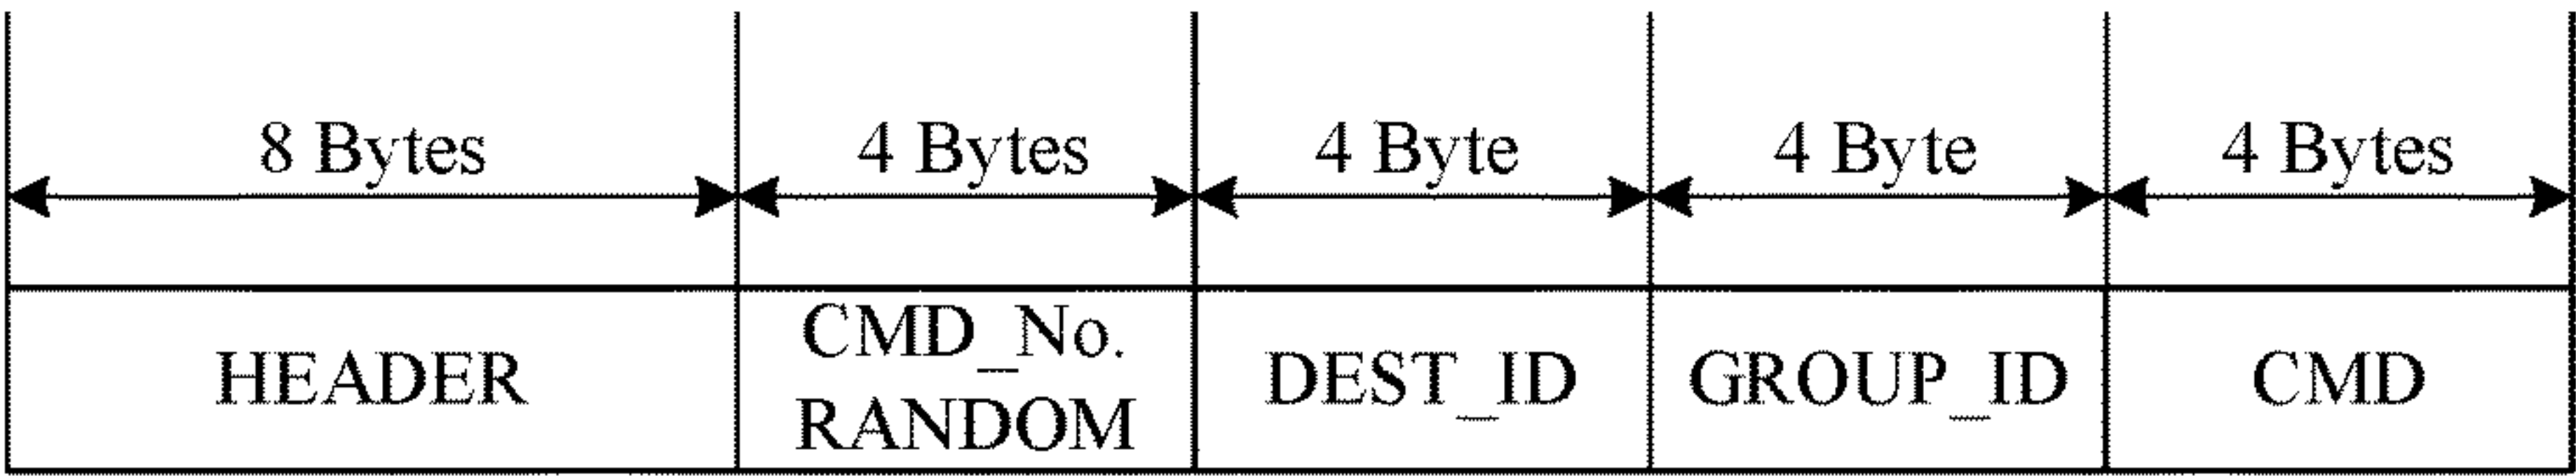 8 Bytes 4 Bytes 4 Byte 4 Byte 4 Bytes
HEADER CMD_No. RANDOM DEST_ID GROUP_ID CMD